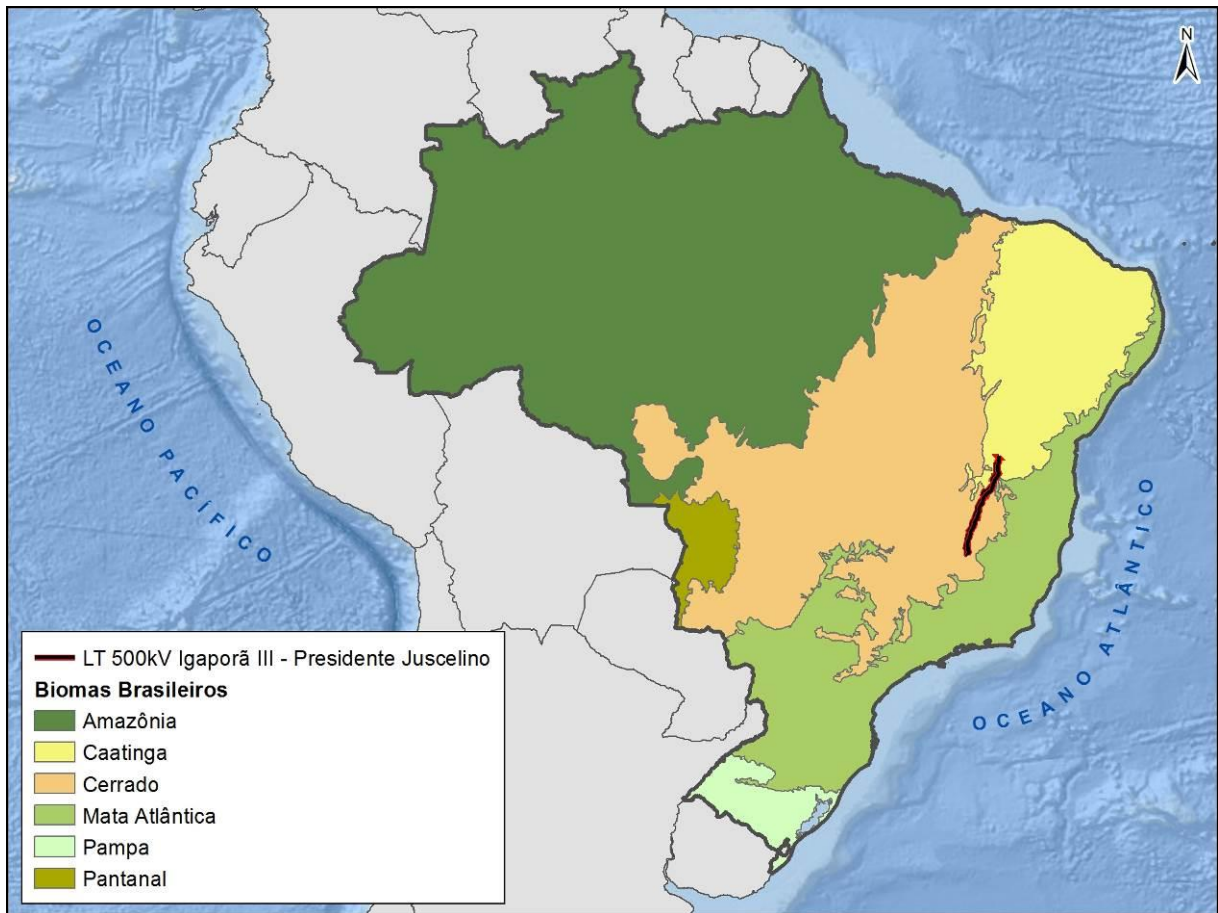 N
OCEANO PACÍFICO
OCEANO ATLÂNTICO
LT 500kV Igaporã III - Presidente Juscelino
Biomas Brasileiros
Amazônia
Caatinga
Cerrado
Mata Atlântica
Pampa
Pantanal